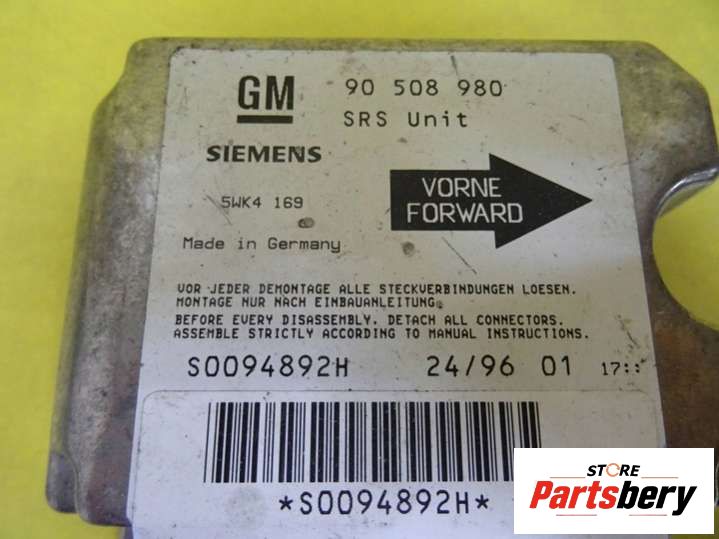 GM 90 508 980
SRS Unit
SIEMENS
VORNE
FORWARD
5WK4 169
Made in Germany
VOR JEDER DEMONTAGE ALLE STECKVERBINDUNGEN LOESEN.
MONTAGE NUR NACH EINBAUANLEITUNG.
BEFORE EVERY DISASSEMBLY, DETACH ALL CONNECTORS.
ASSEMBLE STRICTLY ACCORDING TO MANUAL INSTRUCTIONS.
S0094892H 24/96 01 17::
*S0094892H*
STORE
Partsbery